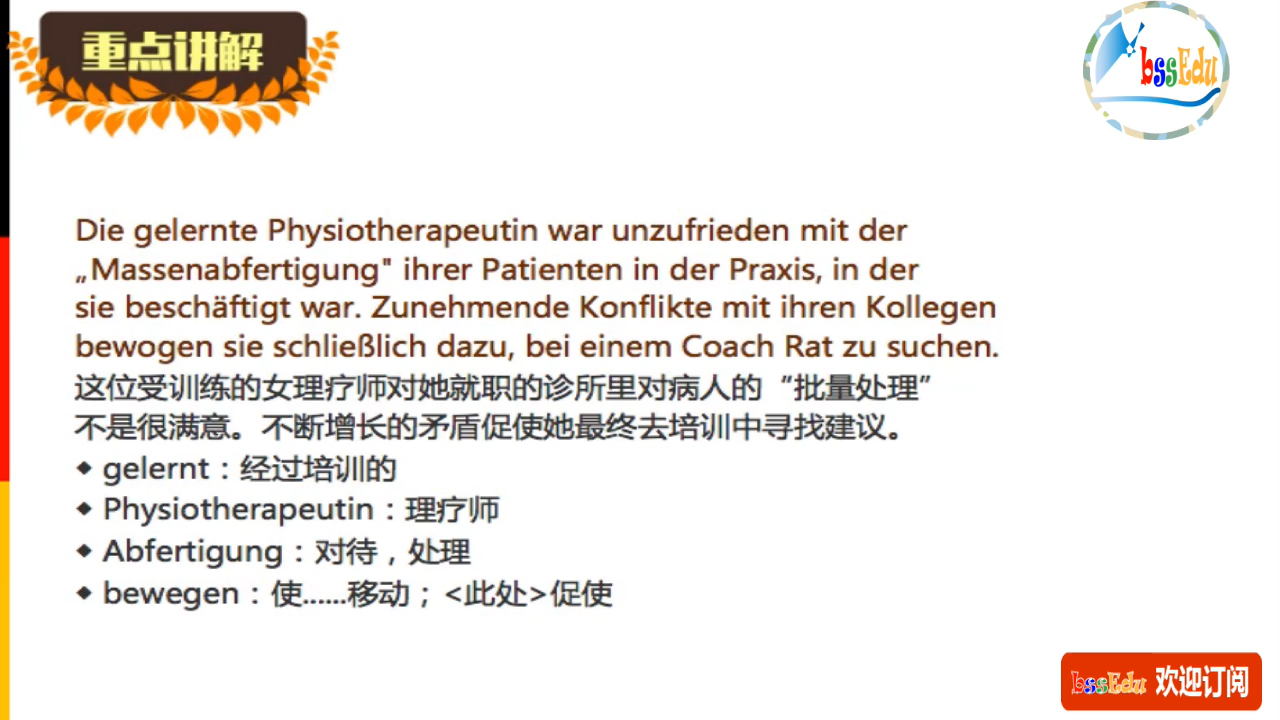 重点讲解
bssEdu
Die gelernte Physiotherapeutin war unzufrieden mit der
„Massenabfertigung" ihrer Patienten in der Praxis, in der
sie beschäftigt war. Zunehmende Konflikte mit ihren Kollegen
bewogen sie schließlich dazu, bei einem Coach Rat zu suchen.
这位受训练的女理疗师对她就职的诊所里对病人的“批量处理”
不是很满意。不断增长的矛盾促使她最终去培训中寻找建议。
◆ gelernt：经过培训的
◆ Physiotherapeutin：理疗师
◆ Abfertigung：对待，处理
◆ bewegen：使……移动；<此处>促使
bssEdu 欢迎订阅